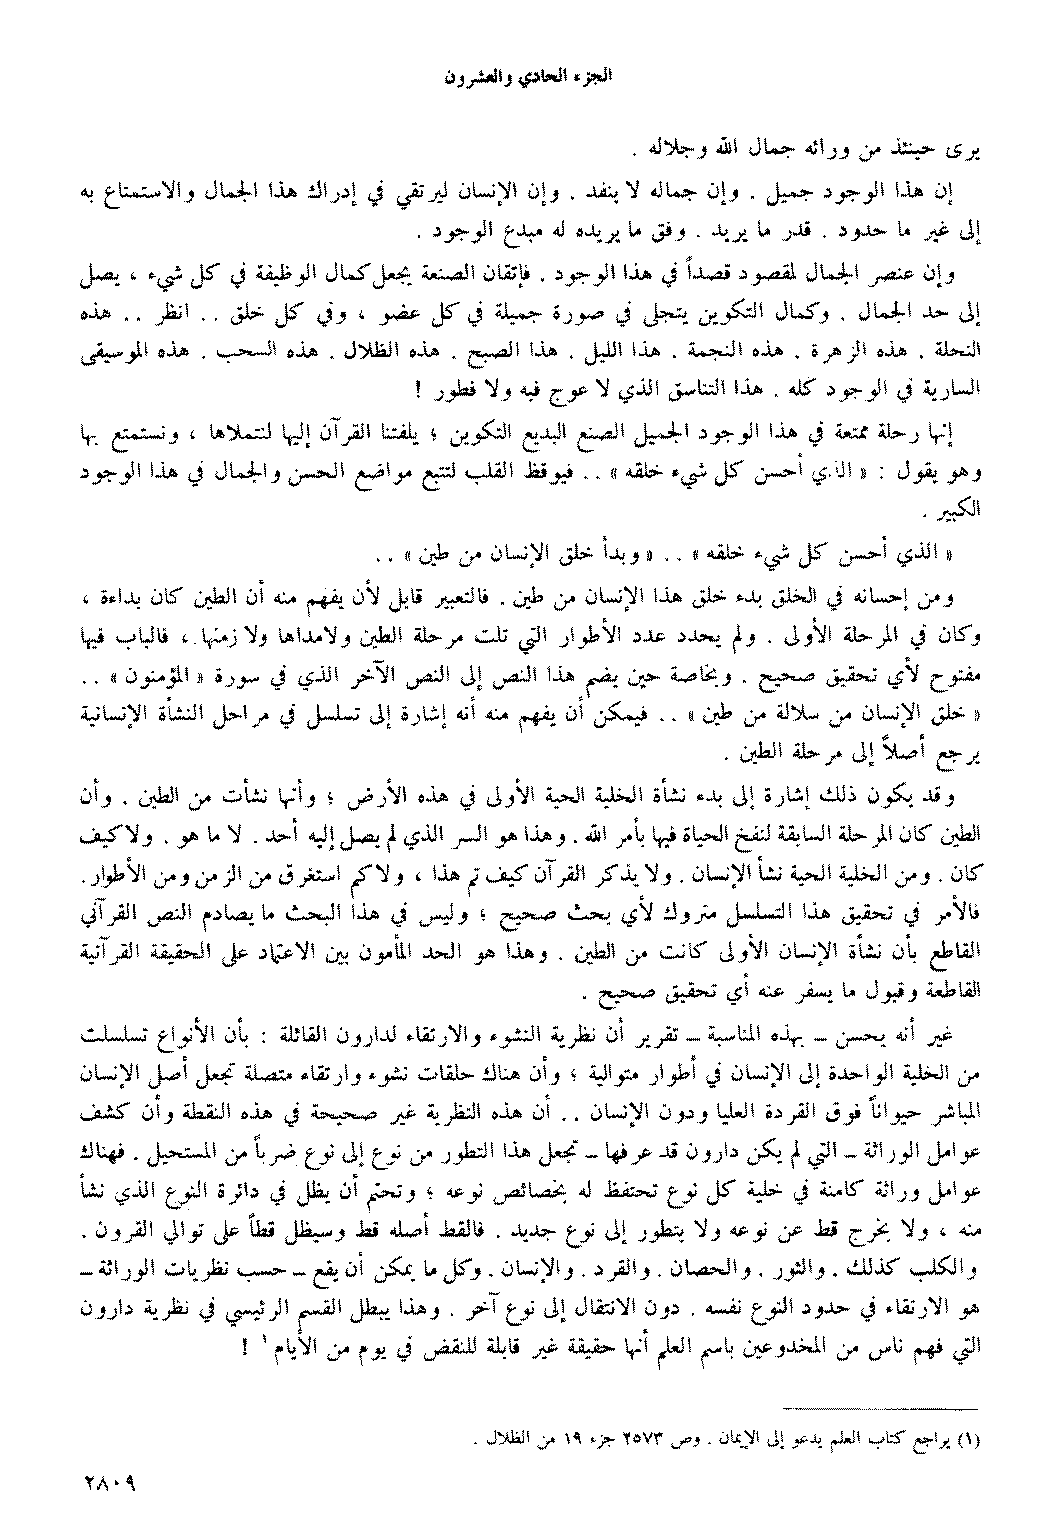 الجزء الحادي والعشرون
يرى حينئذ من ورائه جمال الله وجلاله .
إن هذا الوجود جميل . وإن جماله لا ينفد . وإن الإنسان ليرتقي في إدراك هذا الجمال والاستمتاع به
إلى غير ما حدود . قدر ما يريد . وفق ما يريده له مبدع الوجود .
وإن عنصر الجمال لمقصود قصداً في هذا الوجود . فإتقان الصنعة يجعل كمال الوظيفة في كل شيء ، يصل
إلى حد الجمال . وكمال التكوين يتجلى في صورة جميلة في كل عضو ، وفي كل خلق .. انظر .. هذه
النحلة . هذه الزهرة . هذه النجمة . هذا الليل . هذا الصبح . هذه الظلال . هذه السحب . هذه الموسيقى
السارية في الوجود كله . هذا التناسق الذي لا عوج فيه ولا فطور !
إنها رحلة ممتعة في هذا الوجود الجميل الصنع البديع التكوين ؛ يلفتنا القرآن إليها لنتملاها ، ونستمتع بها
وهو يقول : « الذي أحسن كل شيء خلقه » .. فيوقظ القلب لتتبع مواضع الحسن والجمال في هذا الوجود
الكبير .
« الذي أحسن كل شيء خلقه » .. « وبدأ خلق الإنسان من طين » ..
ومن إحسانه في الخلق بدء خلق هذا الإنسان من طين . فالتعبير قابل لأن يفهم منه أن الطين كان بداءة ،
وكان في المرحلة الأولى . ولم يحدد عدد الأطوار التي تلت مرحلة الطين ولا مداها ولا زمنها ، فالباب فيها
مفتوح لأي تحقيق صحيح . وبخاصة حين يضم هذا النص إلى النص الآخر الذي في سورة « المؤمنون » ..
« خلق الإنسان من سلالة من طين » .. فيمكن أن يفهم منه أنه إشارة إلى تسلسل في مراحل النشأة الإنسانية
يرجع أصلاً إلى مرحلة الطين .
وقد يكون ذلك إشارة إلى بدء نشأة الخلية الحية الأولى في هذه الأرض ؛ وأنها نشأت من الطين . وأن
الطين كان المرحلة السابقة لنفخ الحياة فيها بأمر الله . وهذا هو السر الذي لم يصل إليه أحد . لا ما هو . ولا كيف
كان . ومن الخلية الحية نشأ الإنسان . ولا يذكر القرآن كيف تم هذا ، ولا كم استغرق من الزمن ومن الأطوار .
فالأمر في تحقيق هذا التسلسل متروك لأي بحث صحيح ؛ وليس في هذا البحث ما يصادم النص القرآني
القاطع بأن نشأة الإنسان الأولى كانت من الطين . وهذا هو الحد المأمون بين الاعتماد على الحقيقة القرآنية
القاطعة وقبول ما يسفر عنه أي تحقيق صحيح .
غير أنه يحسن – بهذه المناسبة – تقرير أن نظرية النشوء والارتقاء لدارون القائلة : بأن الأنواع تسلسلت
من الخلية الواحدة إلى الإنسان في أطوار متوالية ؛ وأن هناك حلقات نشوء وارتقاء متصلة تجعل أصل الإنسان
المباشر حيواناً فوق القردة العليا ودون الإنسان .. أن هذه النظرية غير صحيحة في هذه النقطة وأن كشف
عوامل الوراثة – التي لم يكن دارون قد عرفها – تجعل هذا التطور من نوع إلى نوع ضرباً من المستحيل . فهناك
عوامل وراثة كامنة في خلية كل نوع تحتفظ له بخصائص نوعه ؛ وتحتم أن يظل في دائرة النوع الذي نشأ
منه ، ولا يخرج قط عن نوعه ولا يتطور إلى نوع جديد . فالقط أصله قط وسيظل قطاً على توالي القرون .
والكلب كذلك . والثور . والحصان . والقرد . والإنسان . وكل ما يمكن أن يقع – حسب نظريات الوراثة –
هو الارتقاء في حدود النوع نفسه . دون الانتقال إلى نوع آخر . وهذا يبطل القسم الرئيسي في نظرية دارون
التي فهم ناس من المخدوعين باسم العلم أنها حقيقة غير قابلة للنقض في يوم من الأيام ¹ !
(١) يراجع كتاب العلم يدعو إلى الإيمان . وص ٢٥٧٣ جزء ١٩ من الظلال .
٢٨٠٩